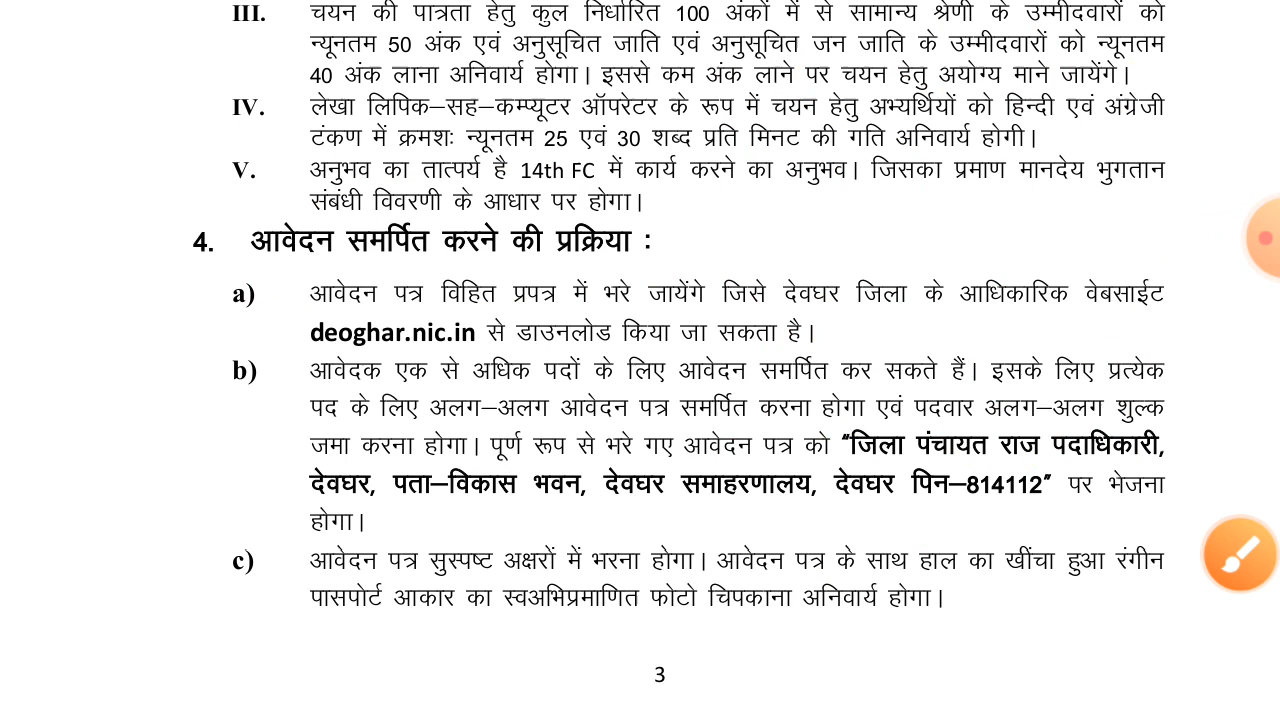 III. चयन की पात्रता हेतु कुल निर्धारित 100 अंकों में से सामान्य श्रेणी के उम्मीदवारों को
न्यूनतम 50 अंक एवं अनुसूचित जाति एवं अनुसूचित जन जाति के उम्मीदवारों को न्यूनतम
40 अंक लाना अनिवार्य होगा। इससे कम अंक लाने पर चयन हेतु अयोग्य माने जायेंगे।
IV. लेखा लिपिक–सह–कम्प्यूटर ऑपरेटर के रूप में चयन हेतु अभ्यर्थियों को हिन्दी एवं अंग्रेजी
टंकण में क्रमशः न्यूनतम 25 एवं 30 शब्द प्रति मिनट की गति अनिवार्य होगी।
V. अनुभव का तात्पर्य है 14th FC में कार्य करने का अनुभव। जिसका प्रमाण मानदेय भुगतान
संबंधी विवरणी के आधार पर होगा।
4. आवेदन समर्पित करने की प्रक्रिया :
a) आवेदन पत्र विहित प्रपत्र में भरे जायेंगे जिसे देवघर जिला के आधिकारिक वेबसाईट
deoghar.nic.in से डाउनलोड किया जा सकता है।
b) आवेदक एक से अधिक पदों के लिए आवेदन समर्पित कर सकते हैं। इसके लिए प्रत्येक
पद के लिए अलग–अलग आवेदन पत्र समर्पित करना होगा एवं पदवार अलग–अलग शुल्क
जमा करना होगा। पूर्ण रूप से भरे गए आवेदन पत्र को "जिला पंचायत राज पदाधिकारी,
देवघर, पता–विकास भवन, देवघर समाहरणालय, देवघर पिन–814112" पर भेजना
होगा।
c) आवेदन पत्र सुस्पष्ट अक्षरों में भरना होगा। आवेदन पत्र के साथ हाल का खींचा हुआ रंगीन
पासपोर्ट आकार का स्वअभिप्रमाणित फोटो चिपकाना अनिवार्य होगा।
3